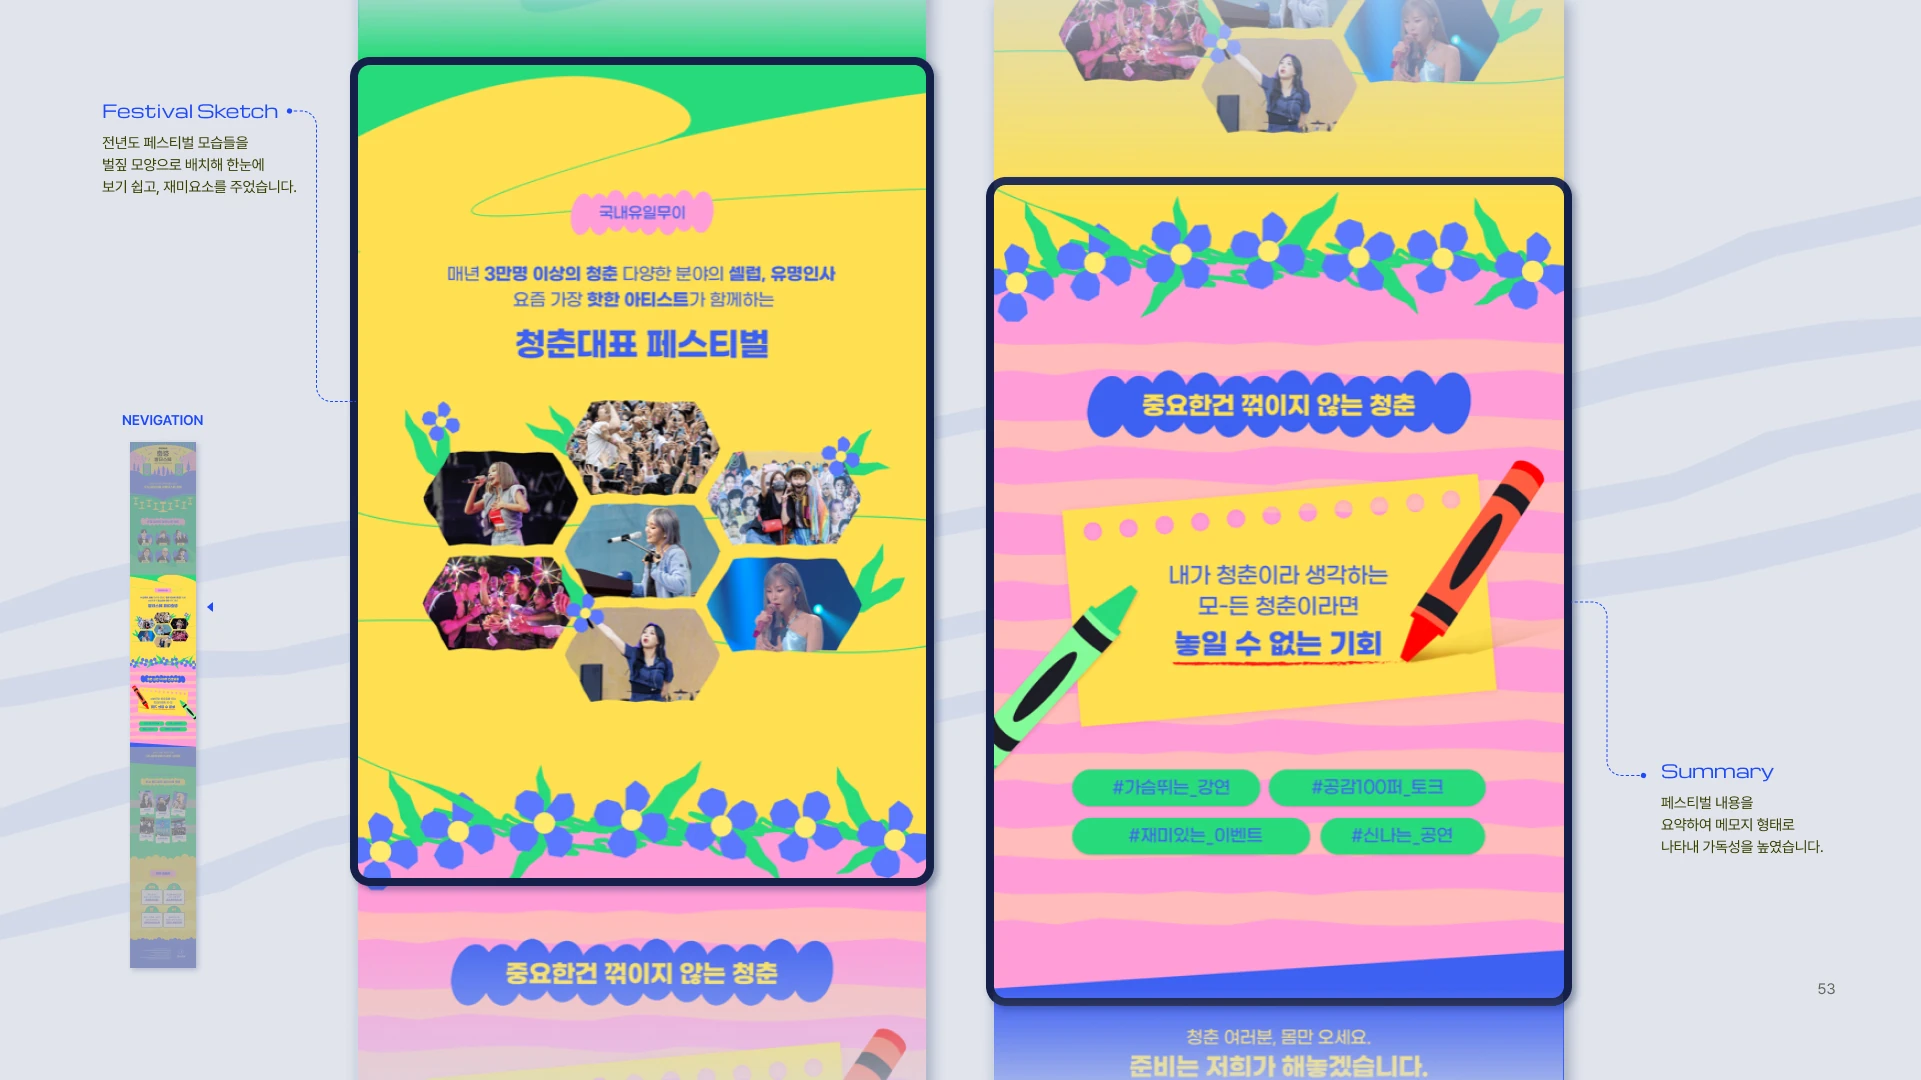 Festival Sketch
전년도 페스티벌 모습들을
벌짚 모양으로 배치해 한눈에
보기 쉽고, 재미요소를 주었습니다.
NEVIGATION
국내유일무이
매년 3만명 이상의 청춘 다양한 분야의 셀럽, 유명인사
요즘 가장 핫한 아티스트가 함께하는
청춘대표 페스티벌
중요한건 꺾이지 않는 청춘
중요한건 꺾이지 않는 청춘
내가 청춘이라 생각하는
모-든 청춘이라면
놓일 수 없는 기회
#가슴뛰는_강연
#공감100퍼_토크
#재미있는_이벤트
#신나는_공연
청춘 여러분, 몸만 오세요.
준비는 저희가 해놓겠습니다.
Summary
페스티벌 내용을
요약하여 메모지 형태로
나타내 가독성을 높였습니다.
53